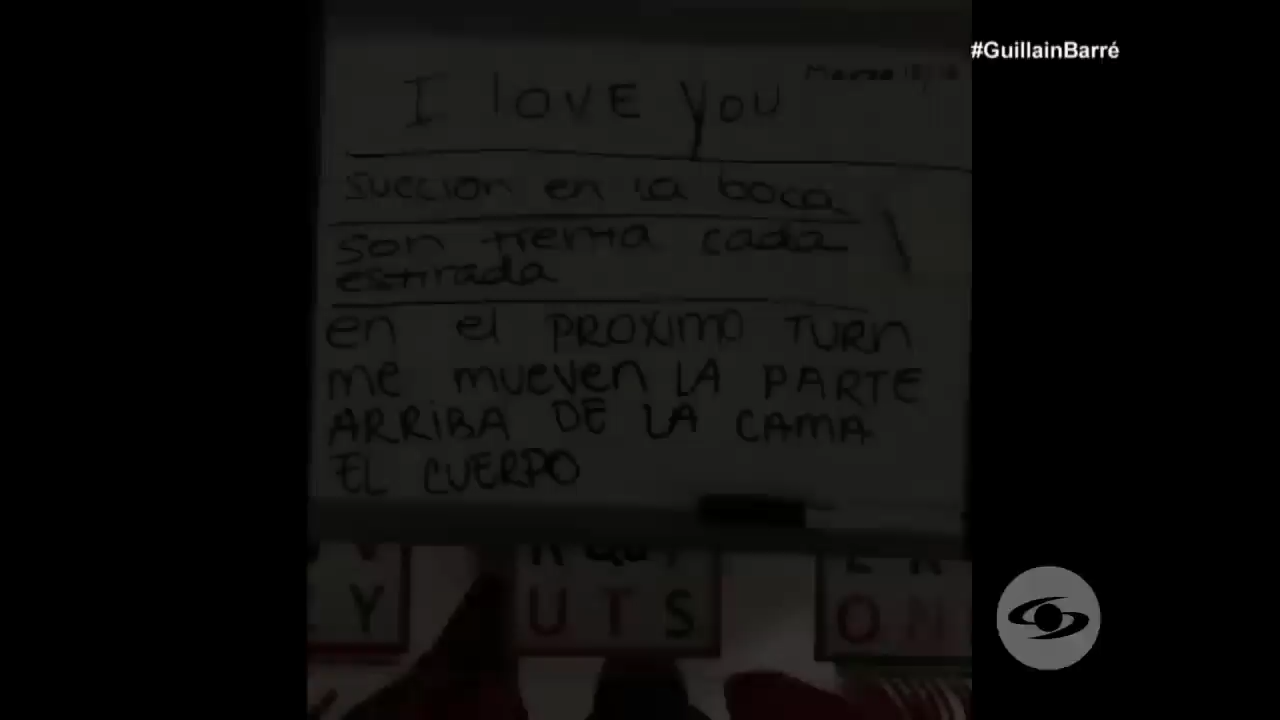 #GuillainBarré
I love you
succion en la boca
son trenta cada
estirada
en el PROXIMO TURN
me mueven LA PARTE
ARRIBA DE LA CAMA
EL CUERPO
Y
U T S
O